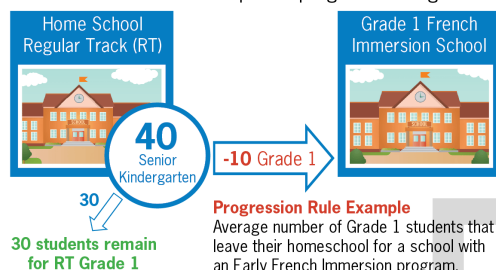 Home School
Regular Track (RT)
Grade 1 French
Immersion School
40
Senior
Kindergarten
-10 Grade 1
30
30 students remain
for RT Grade 1
Progression Rule Example
Average number of Grade 1 students that
leave their homeschool for a school with
an Early French Immersion program.